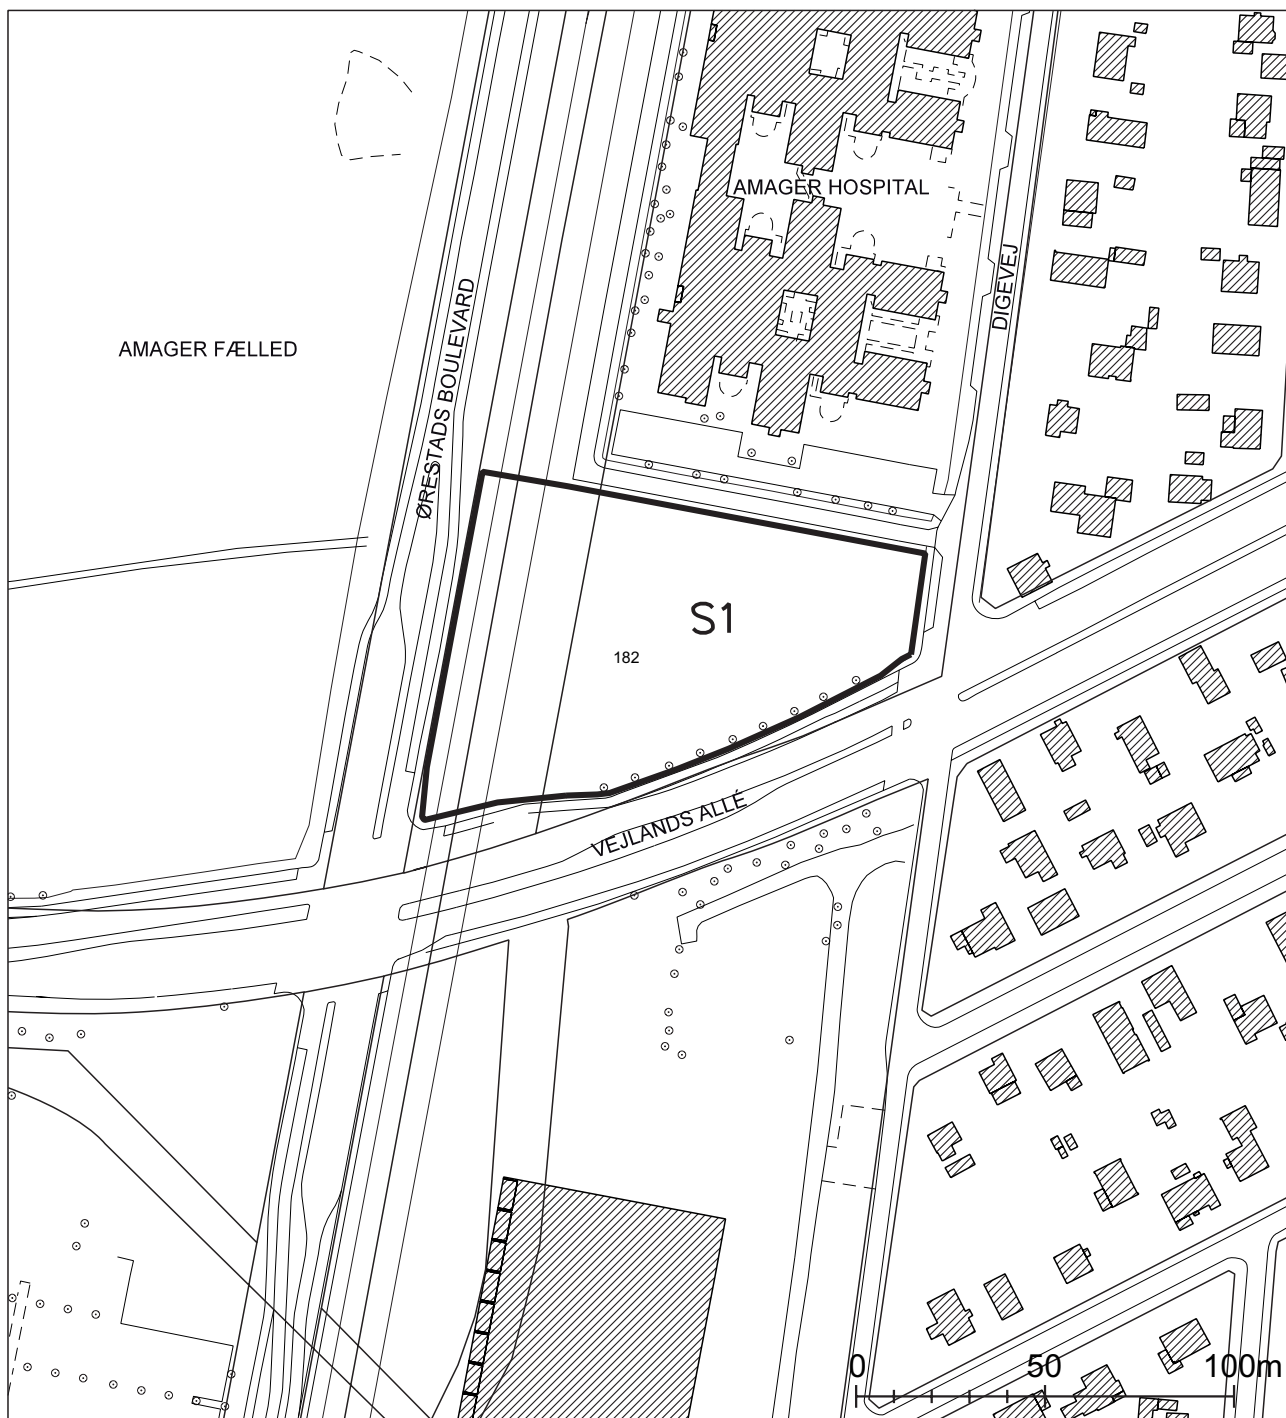 AMAGER HOSPITAL
DIGEVEJ
ØRESTADS BOULEVARD
AMAGER FÆLLED
S1
182
VEJLANDS ALLÉ
0 50 100m